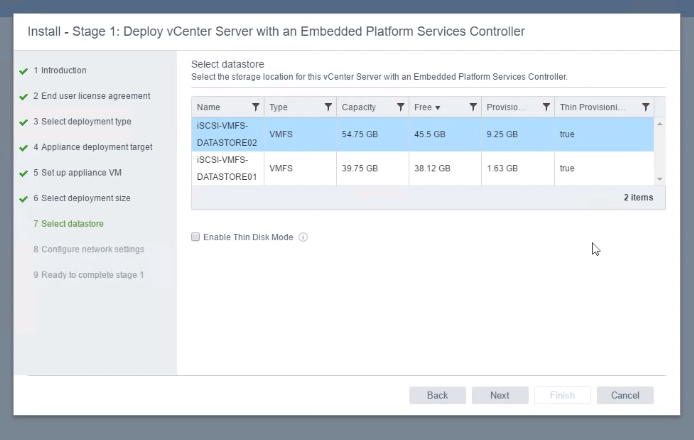 Install - Stage 1: Deploy vCenter Server with an Embedded Platform Services Controller
1 Introduction
2 End user license agreement
3 Select deployment type
4 Appliance deployment target
5 Set up appliance VM
6 Select deployment size
7 Select datastore
8 Configure network settings
9 Ready to complete stage 1
Select datastore
Select the storage location for this vCenter Server with an Embedded Platform Services Controller.
Name Type Capacity Free Provisio... Thin Provisioni...
iSCSI-VMFS-
DATASTORE02 VMFS 54.75 GB 45.5 GB 9.25 GB true
iSCSI-VMFS-
DATASTORE01 VMFS 39.75 GB 38.12 GB 1.63 GB true
2 items
Enable Thin Disk Mode
Back Next Finish Cancel